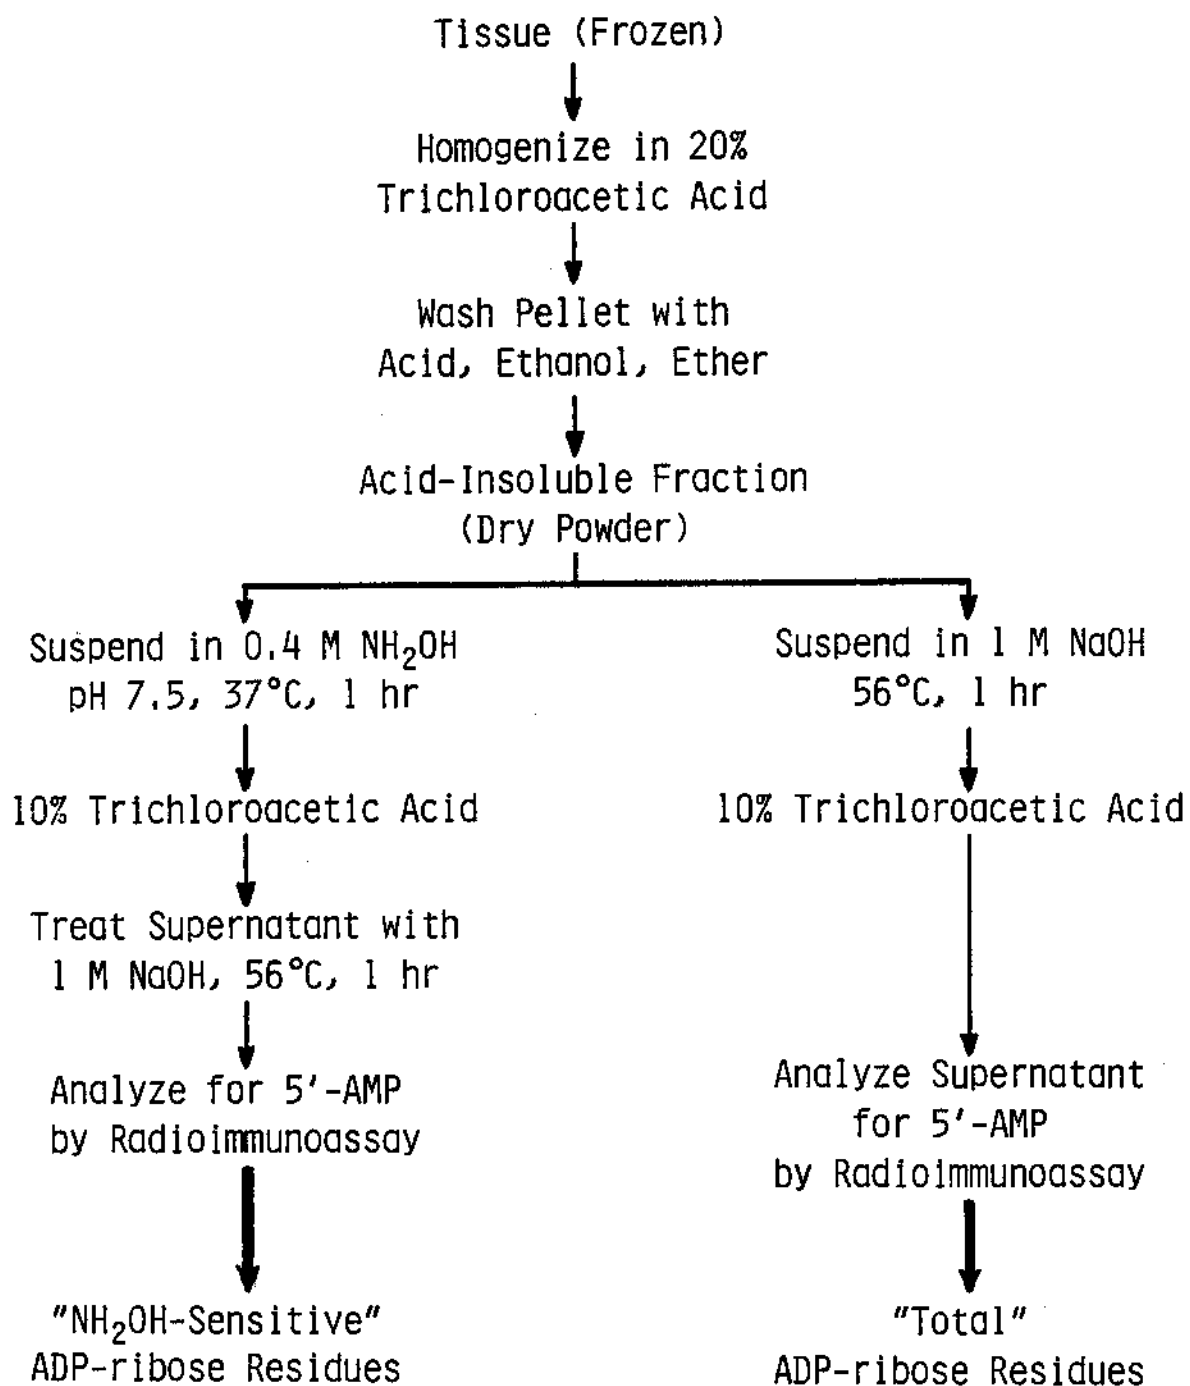 Tissue (Frozen)
Homogenize in 20%
Trichloroacetic Acid
Wash Pellet with
Acid, Ethanol, Ether
Acid-Insoluble Fraction
(Dry Powder)
Suspend in 0.4 M NH₂OH
pH 7.5, 37°C, 1 hr
10% Trichloroacetic Acid
Treat Supernatant with
1 M NaOH, 56°C, 1 hr
Analyze for 5'-AMP
by Radioimmunoassay
"NH₂OH-Sensitive"
ADP-ribose Residues
Suspend in 1 M NaOH
56°C, 1 hr
10% Trichloroacetic Acid
Analyze Supernatant
for 5'-AMP
by Radioimmunoassay
"Total"
ADP-ribose Residues